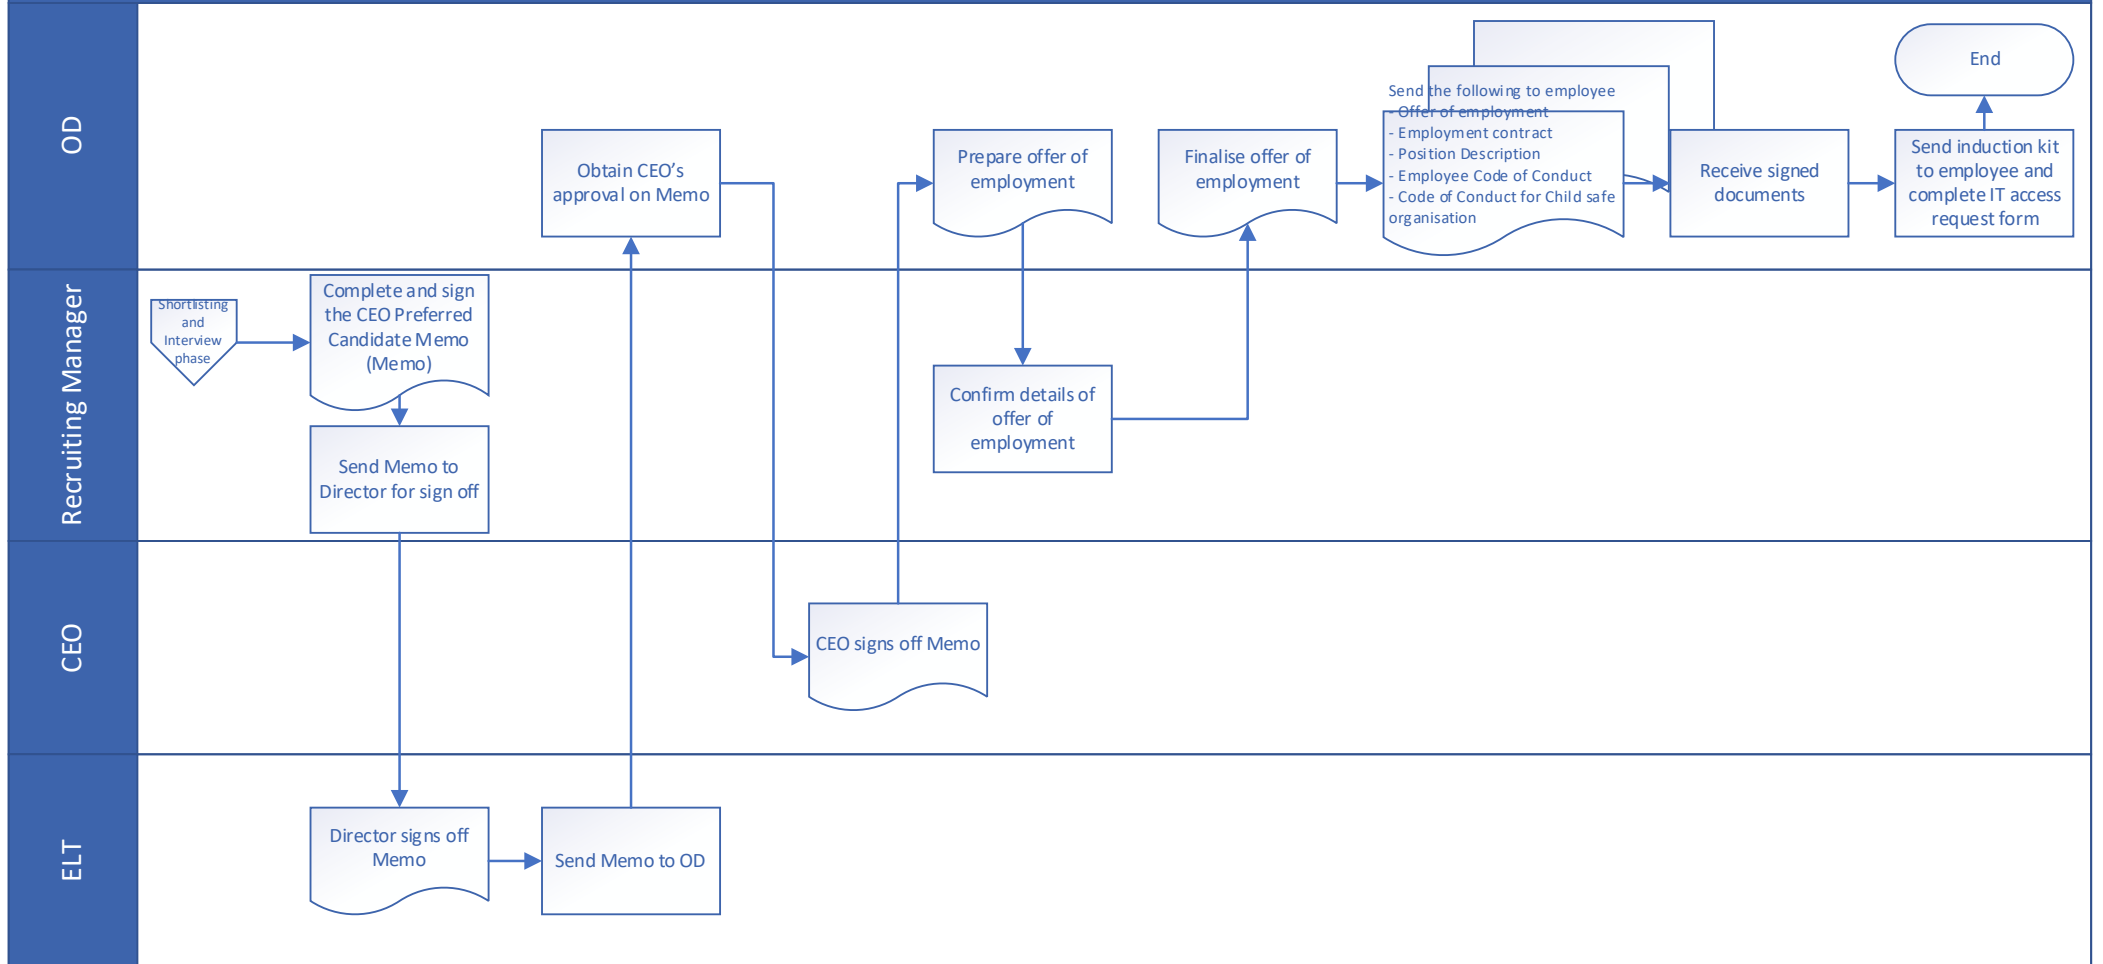 OD
Obtain CEO's
approval on Memo
Prepare offer of
employment
Finalise offer of
employment
Send the following to employee
- Offer of employment
- Employment contract
- Position Description
- Employee Code of Conduct
- Code of Conduct for Child safe
organisation
Receive signed
documents
End
Send induction kit
to employee and
complete IT access
request form
Recruiting Manager
Shortlisting
and
Interview
phase
Complete and sign
the CEO Preferred
Candidate Memo
(Memo)
Send Memo to
Director for sign off
Confirm details of
offer of
employment
CEO
CEO signs off Memo
ELT
Director signs off
Memo
Send Memo to OD